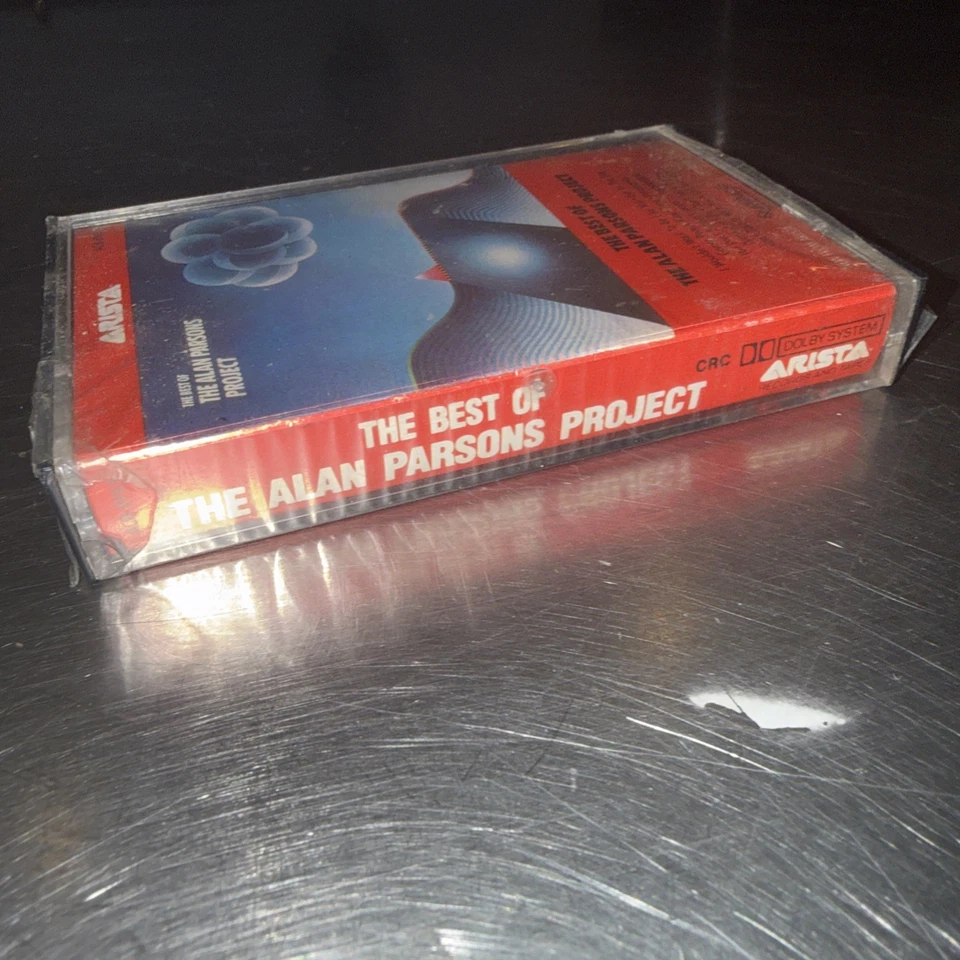 ARISTA
THE BEST OF
THE ALAN PARSONS
PROJECT
THE BEST OF
THE ALAN PARSONS PROJECT
THE BEST OF
THE ALAN PARSONS PROJECT
CRC DOLBY SYSTEM
ARISTA